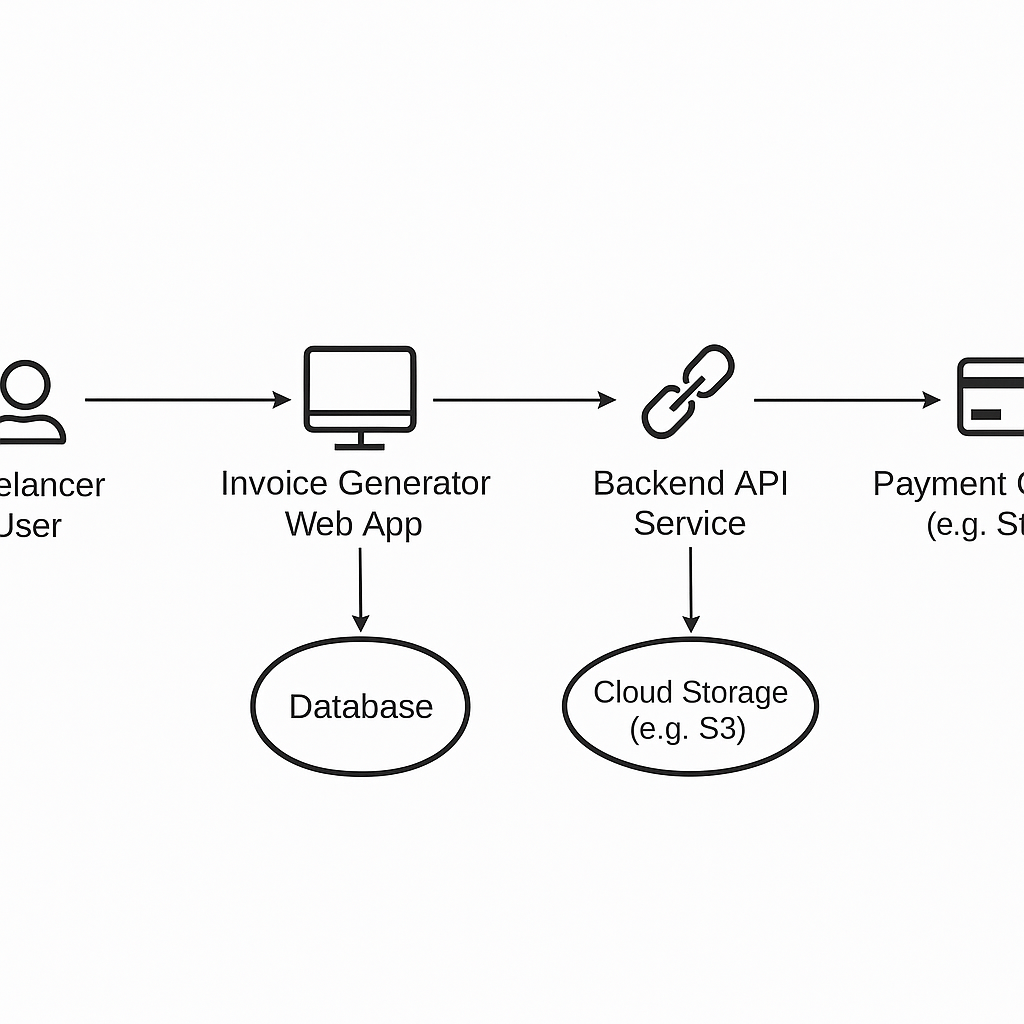 elancer
User
Invoice Generator
Web App
Backend API
Service
Payment
(e.g. St
Database
Cloud Storage
(e.g. S3)